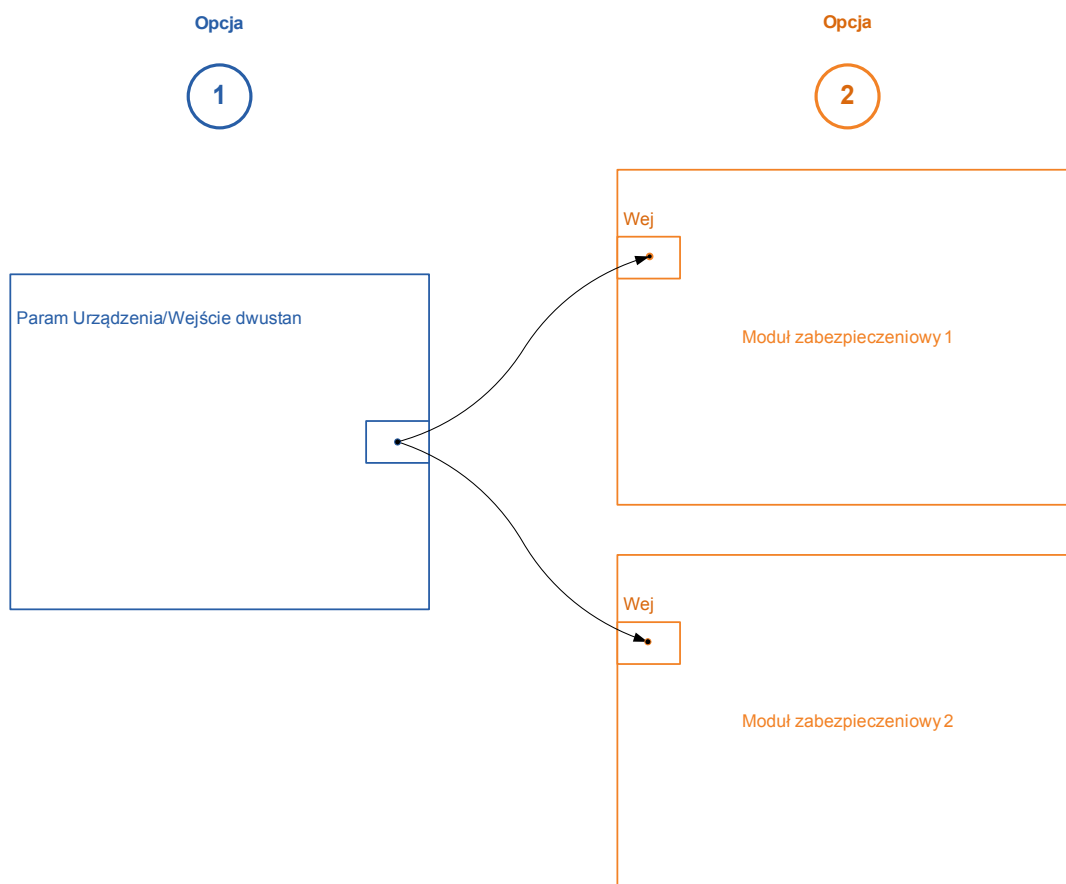 Opcja
1
Opcja
2
Param Urządzenia/Wejście dwustan
Wej
Moduł zabezpieczeniowy 1
Wej
Moduł zabezpieczeniowy 2